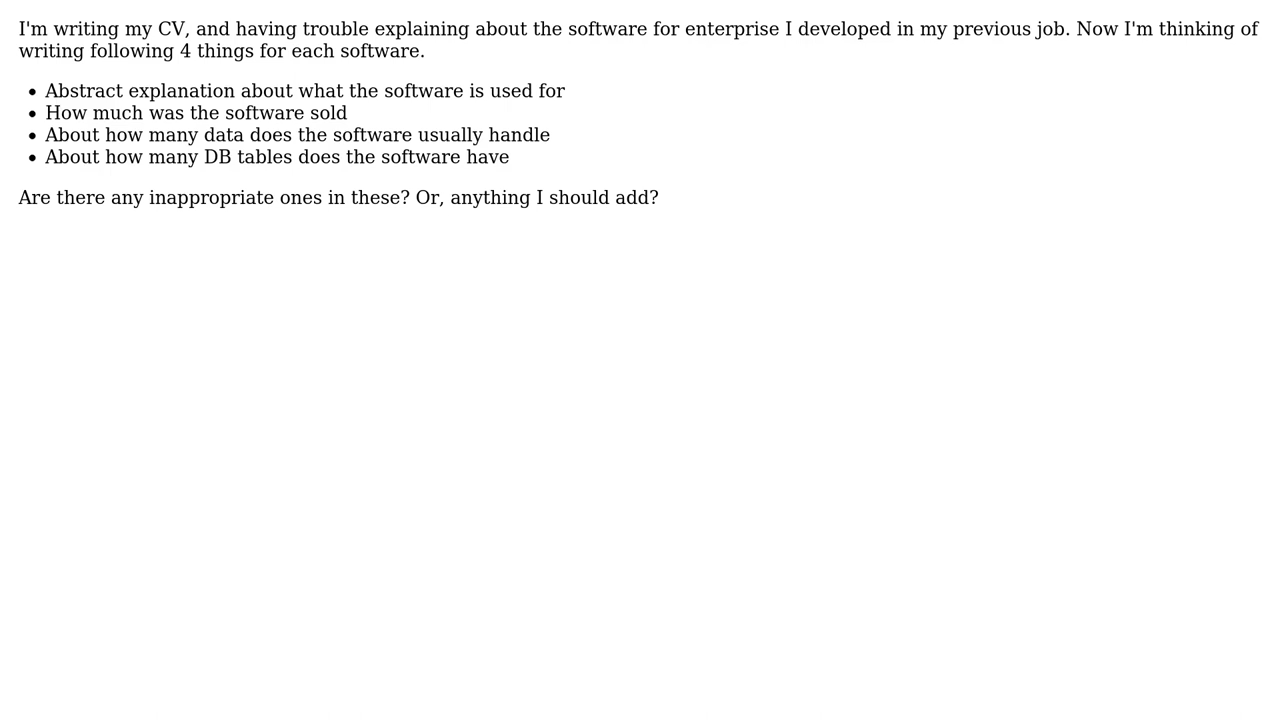 I'm writing my CV, and having trouble explaining about the software for enterprise I developed in my previous job. Now I'm thinking of
writing following 4 things for each software.
• Abstract explanation about what the software is used for
• How much was the software sold
• About how many data does the software usually handle
• About how many DB tables does the software have
Are there any inappropriate ones in these? Or, anything I should add?